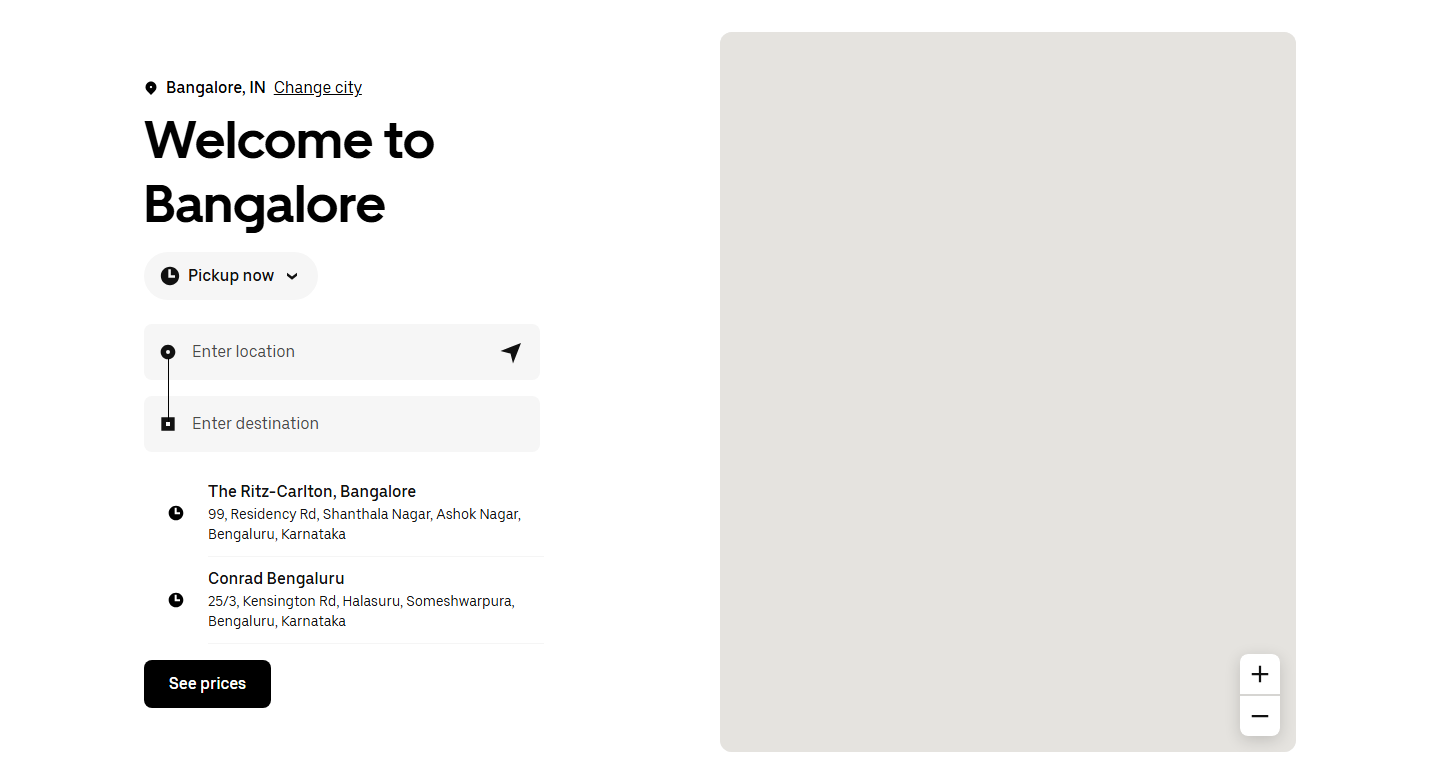 Bangalore, IN Change city
Welcome to
Bangalore
Pickup now
Enter location
Enter destination
The Ritz-Carlton, Bangalore
99, Residency Rd, Shanthala Nagar, Ashok Nagar,
Bengaluru, Karnataka
Conrad Bengaluru
25/3, Kensington Rd, Halasuru, Someshwarpura,
Bengaluru, Karnataka
See prices